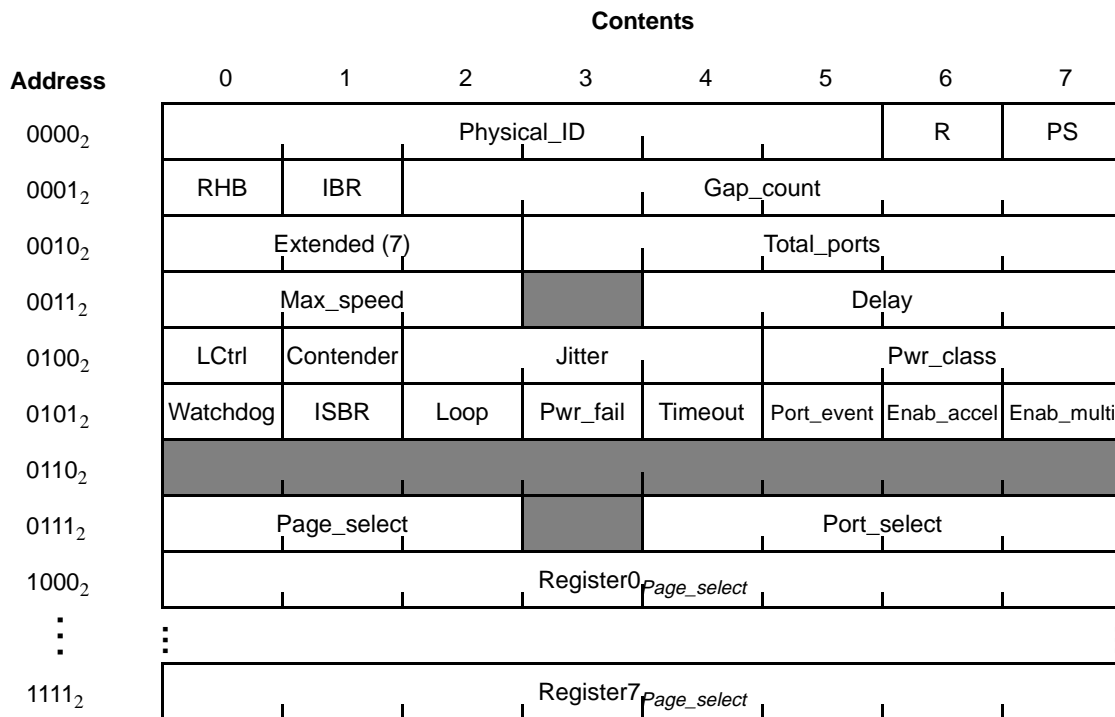 Contents
Address 0 1 2 3 4 5 6 7
0000₂ Physical_ID R PS
0001₂ RHB IBR Gap_count
0010₂ Extended (7) Total_ports
0011₂ Max_speed Delay
0100₂ LCtrl Contender Jitter Pwr_class
0101₂ Watchdog ISBR Loop Pwr_fail Timeout Port_event Enab_accel Enab_multi
0110₂
0111₂ Page_select Port_select
1000₂ Register0Page_select
⋮ ⋮
1111₂ Register7Page_select